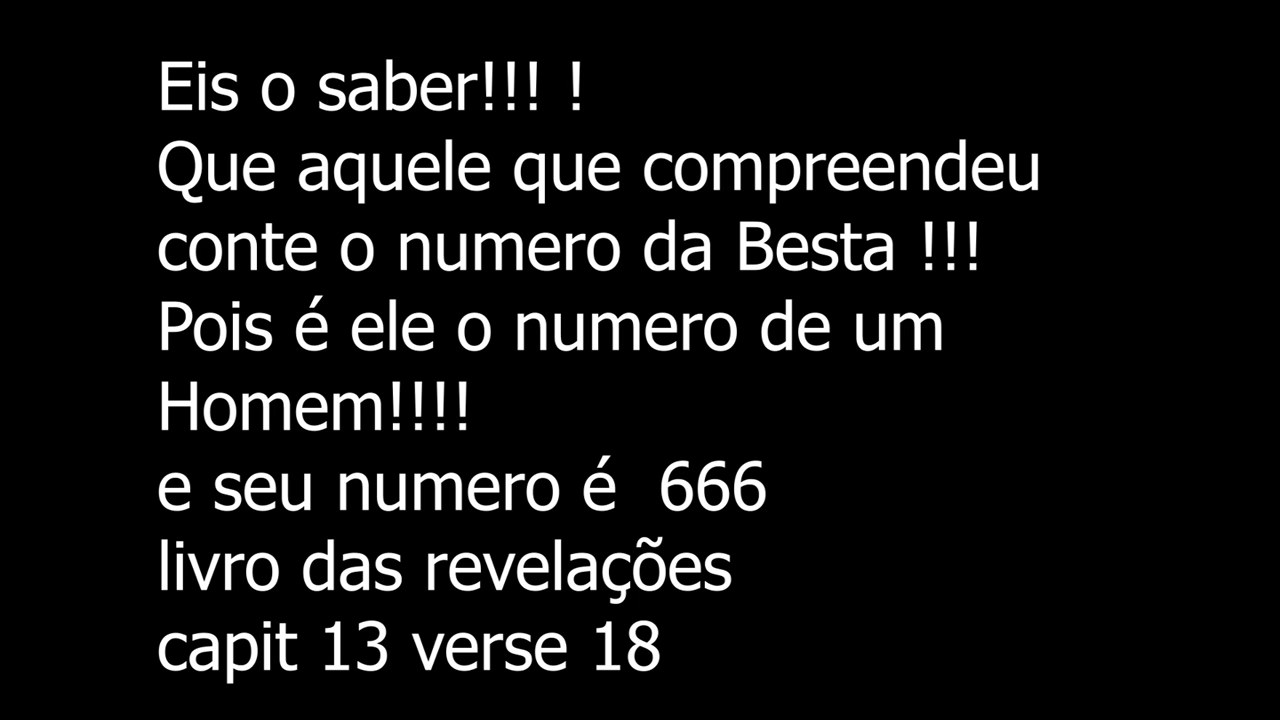 Eis o saber!!! !
Que aquele que compreendeu
conte o numero da Besta !!!
Pois é ele o numero de um
Homem!!!!
e seu numero é  666
livro das revelações
capit 13 verse 18